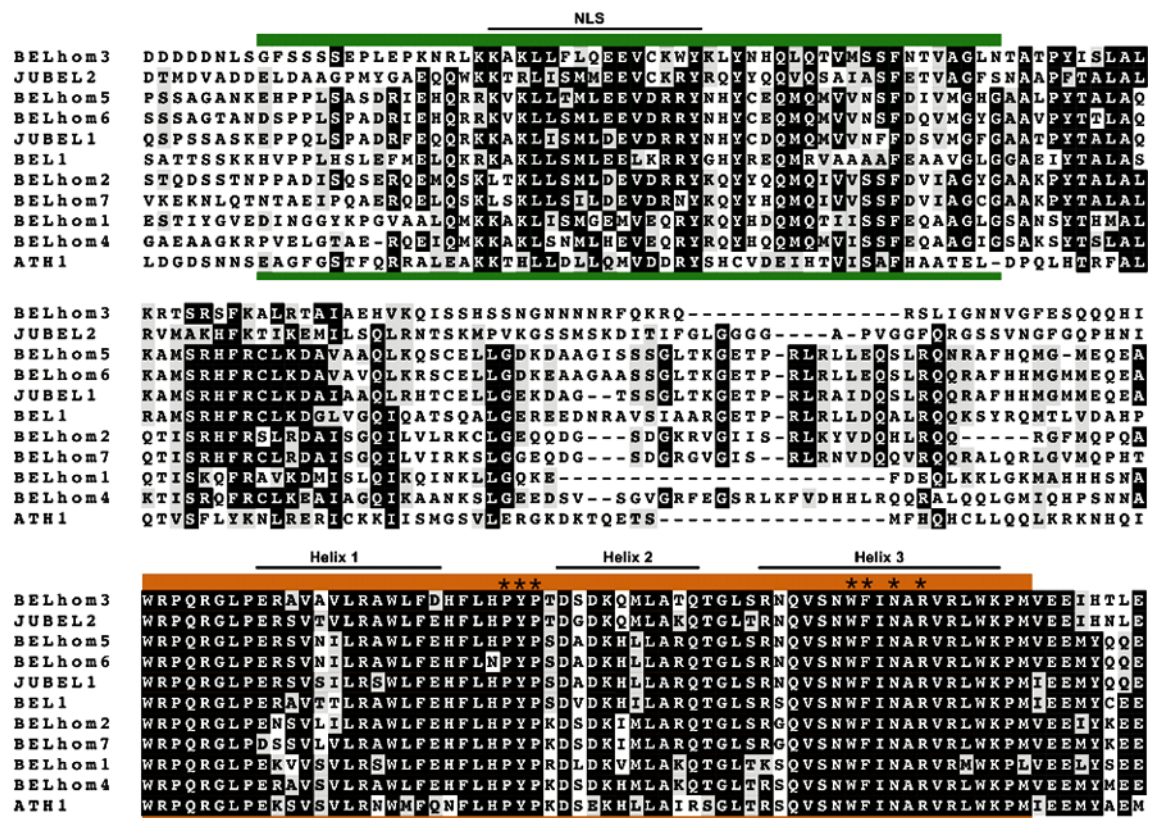 NLS
BELhom3 DDDDDNLSGFSSSSEPLEPKNRLKKAKLLFLQEEVCKWYKLYNHQLQTVMSSFNTVAGLNTATPYISLAL
JUBEL2 DTMDVADDELDAAGPMYGAEQQWKKTRLISMMEEVCKRYRQYYQQVQSAIASFETVAGFSNAAPFTALAL
BELhom5 PSSAGANKEHPPLSASDRIEHQRRKVKLLTMLEEVDRRYNHYCEQMQMVVNSFDIVMGHGAALPYTALAQ
BELhom6 SSSAGTANDSPPLSPADRIEHQRRKVKLLSMLEEVDRRYNHYCEQMQMVVNSFDQVMGYGAAVPYTTLAQ
JUBEL1 QSPSSASKEPPQLSPADRFEHQRKKAKLISMLDEVDRRYNHYCDQMQMVVNFFDSVMGFGAATPYTALAQ
BEL1 SATTSSKKHVPPLHSLEFMELQKRKAKLLSMLEELKRRYGHYREQMRVAAAAFEAAVGLGGAEIYTALAS
BELhom2 STQDSSTNPPADISQSERQEMQSKLTKLLSMLDEVDRRYKQYYQQMQIVVSSFDVIAGYGAAKPYTALAL
BELhom7 VKEKNLQTNTAEIPQAERQELQSKLSKLLSILDEVDRNYKQYYHQMQIVVSSFDVIAGCGAAKPYTALAL
BELhom1 ESTIYGVEDINGGYKPGVAALQMKKAKLISMGEMVEQRYKQYHDQMQTIISSFEQAAGLGSANSYTHMAL
BELhom4 GAEAAGKRPVELGTAE-RQEIQMKKAKLSNMLHEVEQRYRQYHQQMQMVISSFEQAAGIGSAKSYTSLAL
ATH1 LDGDSNNSEAGFGSTFQRRALEAKKTHLLDLLQMVDDRYSHCVDEIHTVISAFHAATEL-DPQLHTRFAL
BELhom3 KRTSRSFKALRTAIAEHVKQISSHSSNGNNNNRFQKRQ---------------RSLIGNNVGFESQQQHI
JUBEL2 RVMAKHFKTIKEMILSQLRNTSKMPVKGSSMSKDITIFGLGGGG----A-PVGGFQRGSSVNGFGQPHNI
BELhom5 KAMSRHFRCLKDAVAAQLKQSCELLGDKDAAGISSSGLTKGETP-RLRLLEQSLRQNRAFHQMG-MEQEA
BELhom6 KAMSRHFRCLKDAVAVQLKRSCELLGDKEAAGAASSGLTKGETP-RLRLLEQSLRQQRAFHHMGMMEQEA
JUBEL1 KAMSRHFRCLKDAIAAQLRHTCELLGEKDAG--TSSGLTKGETP-RLRAIDQSLRQQRAFHHMGMMEQEA
BEL1 RAMSRHFRCLKDGLVGQIQATSQALGEREEDNRAVSIAARGETP-RLRLLDQALRQQKSYRQMTLVDAHP
BELhom2 QTISRHFRSLRDAISGQILVLRKCLGEQQDG---SDGKRVGIIS-RLKYVDQHLRQQ-----RGFMQPQA
BELhom7 QTISRHFRCLRDAISGQILVIRKSLGGEQDG---SDGRGVGIS-RLRNVDQQVRQQRALQRLGVMQPHT
BELhom1 QTISKQFRAVKDMISLQIKQINKLLGQKE-----------------------FDEQLKKLGKMAHHHSNA
BELhom4 KTISRQFRCLKEAIAGQIKAANKSLGEEDSV--SGVGRFEGSRLKFVDHHLRQQRALQQLGMIQHPSNNA
ATH1 QTVSFLYKNLRERICKKIISMGSVLERGKDKTQETS----------------MFHQHCLLQQLKRKNHQI
Helix 1 Helix 2 Helix 3
*** ** * *
BELhom3 WRPQRGLPERAVAVLRAWLFDHFLHPYPTDSDKQMLATQTGLSRNQVSNWFINARVRLWKPMVEEIHTLE
JUBEL2 WRPQRGLPERSVTVLRAWLFEHFLHPYPTDGDKQMLAKQTGLTRNQVSNWFINARVRLWKPMVEEIHNLE
BELhom5 WRPQRGLPERSVNILRAWLFEHFLHPYPSDADKHLLARQTGLSRNQVSNWFINARVRLWKPMVEEMYQQE
BELhom6 WRPQRGLPERSVNILRAWLFEHFLNPYPSDADKHLLARQTGLSRNQVSNWFINARVRLWKPMVEEMYQQE
JUBEL1 WRPQRGLPERSVSILRSWLFEHFLHPYPSDADKHLLARQTGLSRNQVSNWFINARVRLWKPMIEEMYQQE
BEL1 WRPQRGLPERAVTTLRAWLFEHFLHPYPSDVDKHILARQTGLSRNQVSNWFINARVRLWKPMIEEMYCEE
BELhom2 WRPQRGLPENSVLILRAWLFEHFLHPYPKDSDKIMLARQTGLSRGQVSNWFINARVRLWKPMVEEIYKEE
BELhom7 WRPQRGLPDSSVLVLRAWLFEHFLHPYPKDSDKIMLARQTGLSRGQVSNWFINARVRLWKPMVEEMYKEE
BELhom1 WRPQRGLPEKVVSVLRSWLFEHFLHPYPRDLDKVMLAKQTGLTKSQVSNWFINARVRMWKPLVEELYSEE
BELhom4 WRPQRGLPERAVSVLRAWLFEHFLHPYPKDSDKHMLAKQTGLTRSQVSNWFINARVRLWKPMVEEMYMEE
ATH1 WRPQRGLPEKSVSVLRNWMFQNFLHPYPKDSEKHLLAIRSGLTRSQVSNWFINARVRLWKPMIEEMYAEM